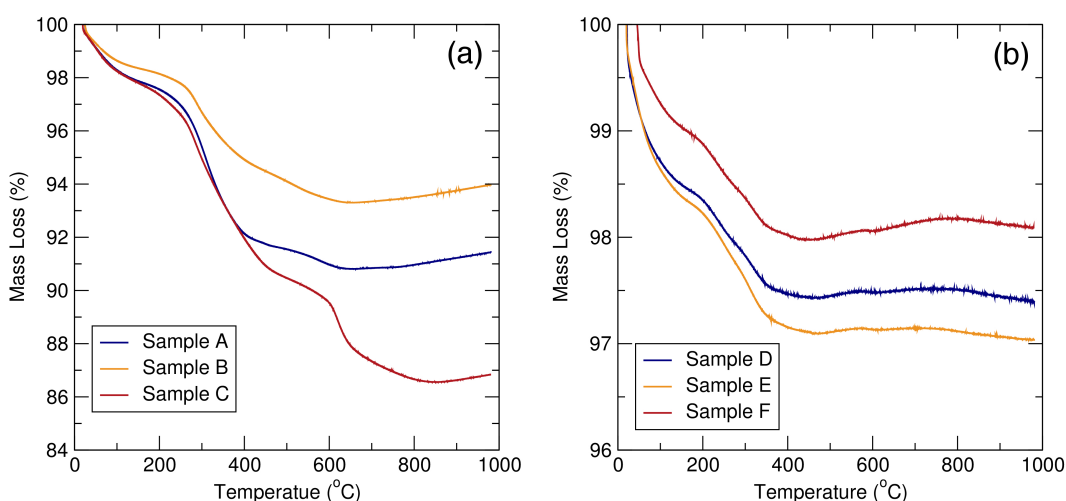 (a)
100
98
96
94
92
90
88
86
84
Mass Loss (%)
Sample A
Sample B
Sample C
0 200 400 600 800 1000
Temperatue (°C)
(b)
100
99
98
97
96
Mass Loss (%)
Sample D
Sample E
Sample F
0 200 400 600 800 1000
Temperature (°C)